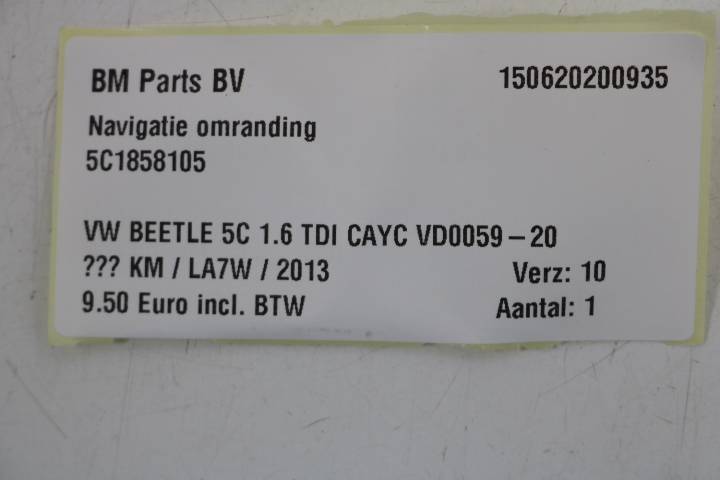 BM Parts BV 150620200935
Navigatie omranding
5C1858105
VW BEETLE 5C 1.6 TDI CAYC VD0059-20
??? KM / LA7W / 2013 Verz: 10
9.50 Euro incl. BTW Aantal: 1